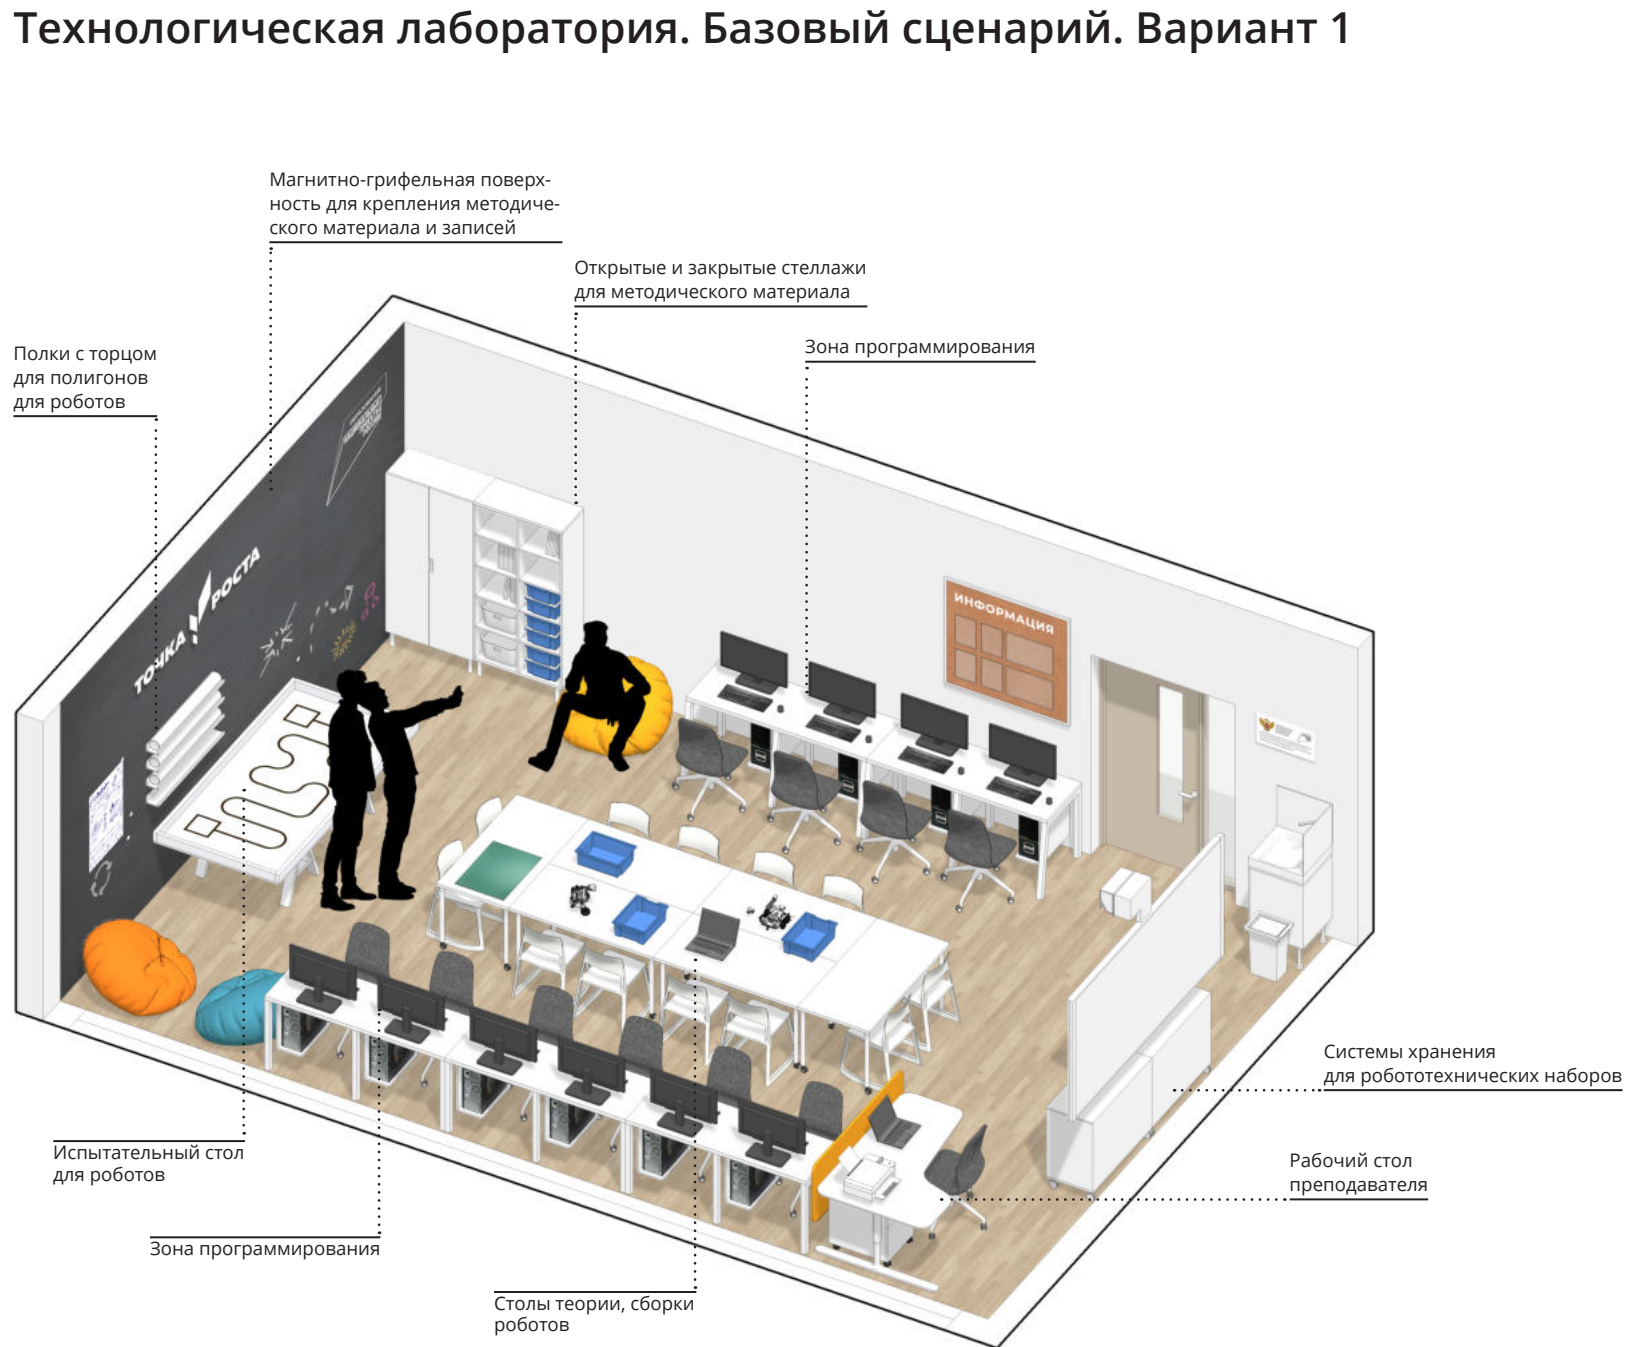 Технологическая лаборатория. Базовый сценарий. Вариант 1
Магнитно-грифельная поверх-
ность для крепления методиче-
ского материала и записей
Открытые и закрытые стеллажи
для методического материала
Зона программирования
Полки с торцом
для полигонов
для роботов
ТОЧКА РОСТА
ИНФОРМАЦИЯ
Системы хранения
для робототехнических наборов
Испытательный стол
для роботов
Рабочий стол
преподавателя
Зона программирования
Столы теории, сборки
роботов